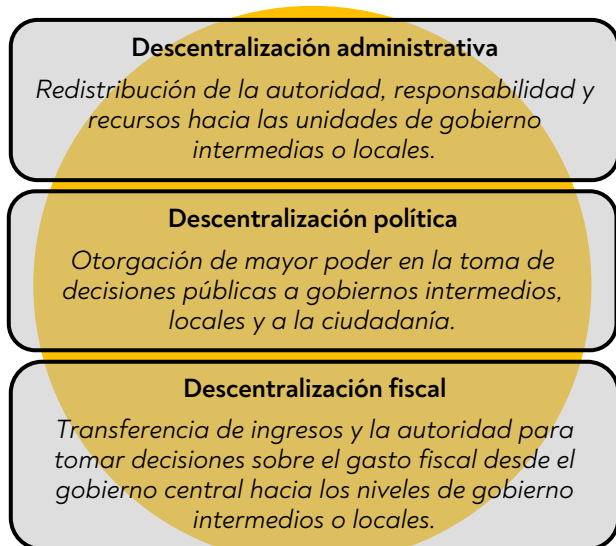 Descentralización administrativa
Redistribución de la autoridad, responsabilidad y
recursos hacia las unidades de gobierno
intermedias o locales.
Descentralización política
Otorgación de mayor poder en la toma de
decisiones públicas a gobiernos intermedios,
locales y a la ciudadanía.
Descentralización fiscal
Transferencia de ingresos y la autoridad para
tomar decisiones sobre el gasto fiscal desde el
gobierno central hacia los niveles de gobierno
intermedios o locales.